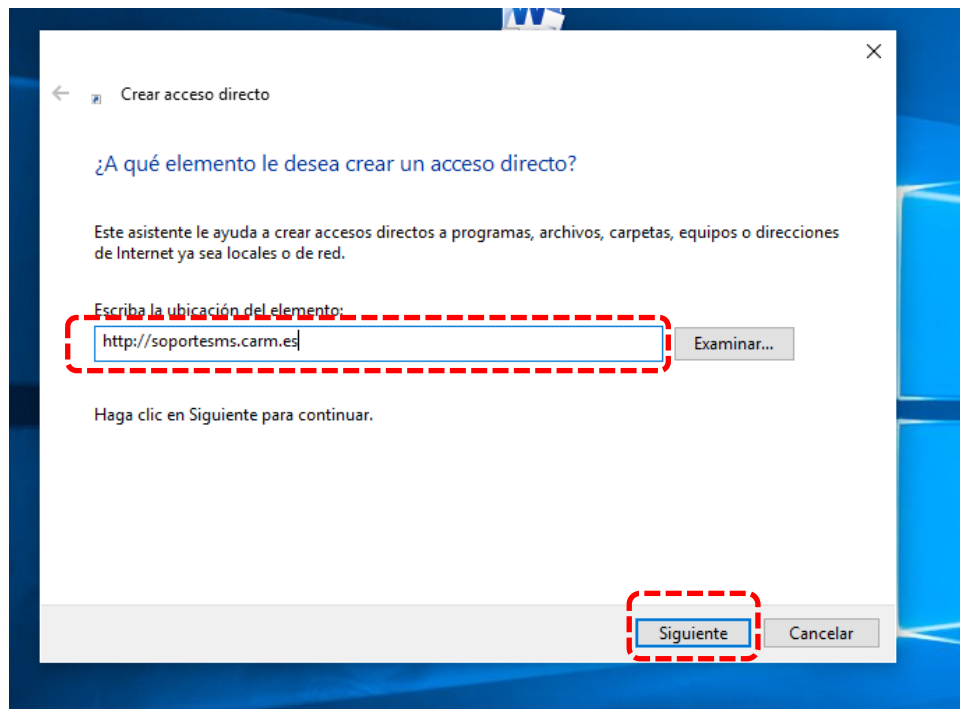 W
Crear acceso directo
¿A qué elemento le desea crear un acceso directo?
Este asistente le ayuda a crear accesos directos a programas, archivos, carpetas, equipos o direcciones
de Internet ya sea locales o de red.
Escriba la ubicación del elemento:
http://soportesms.carm.es
Examinar...
Haga clic en Siguiente para continuar.
Siguiente
Cancelar